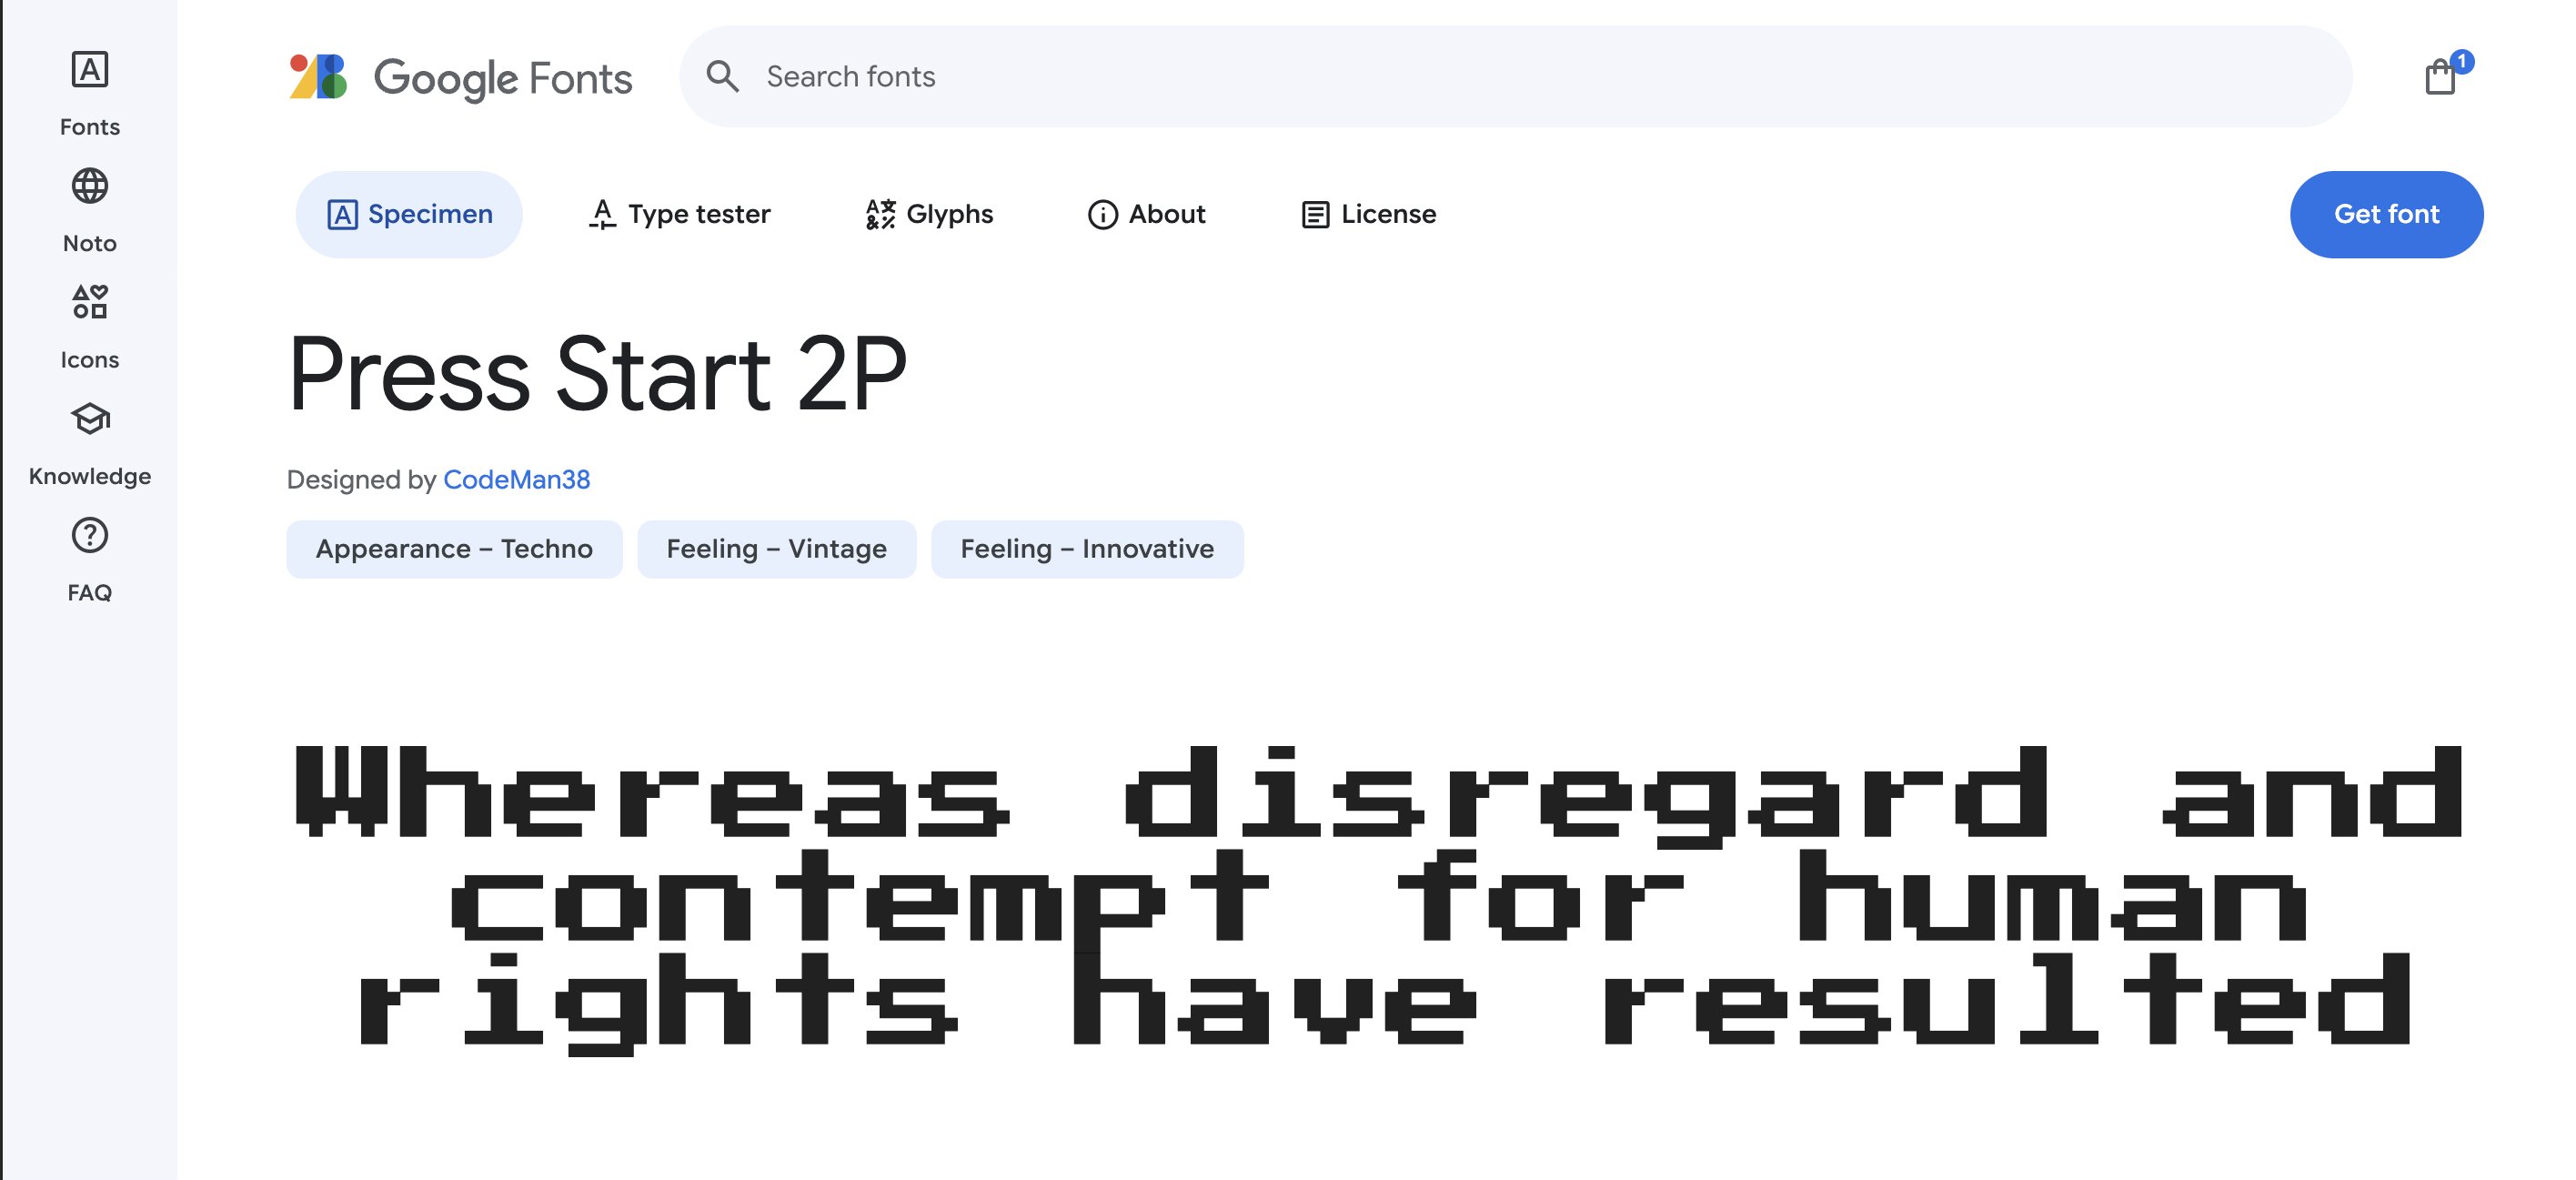 Google Fonts
Search fonts
1
Fonts
Noto
Icons
Knowledge
FAQ
Specimen
Type tester
Glyphs
About
License
Get font
Press Start 2P
Designed by CodeMan38
Appearance – Techno
Feeling – Vintage
Feeling – Innovative
Whereas disregard and
contempt for human
rights have resulted